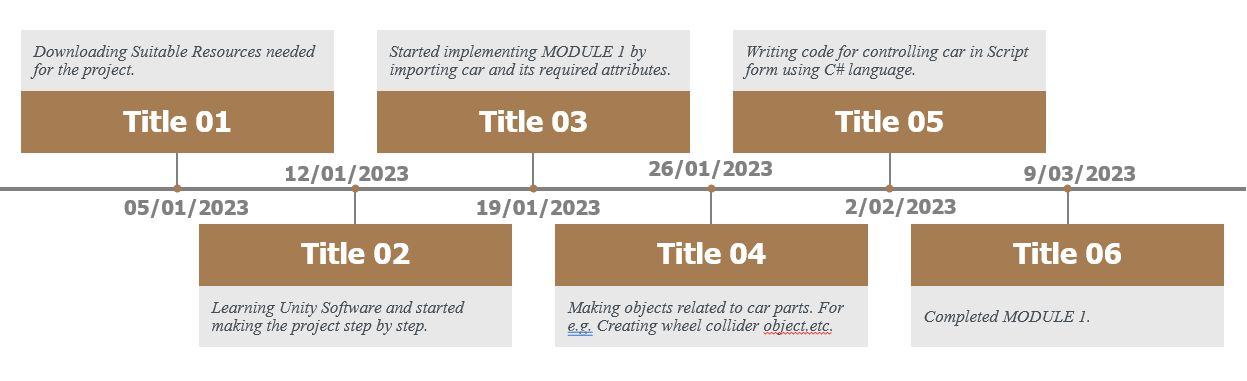 Downloading Suitable Resources needed
for the project.
Title 01
05/01/2023
12/01/2023
Title 02
Learning Unity Software and started
making the project step by step.
Started implementing MODULE 1 by
importing car and its required attributes.
Title 03
19/01/2023
26/01/2023
Title 04
Making objects related to car parts. For
e.g. Creating wheel collider object.etc.
Writing code for controlling car in Script
form using C# language.
Title 05
2/02/2023
9/03/2023
Title 06
Completed MODULE 1.